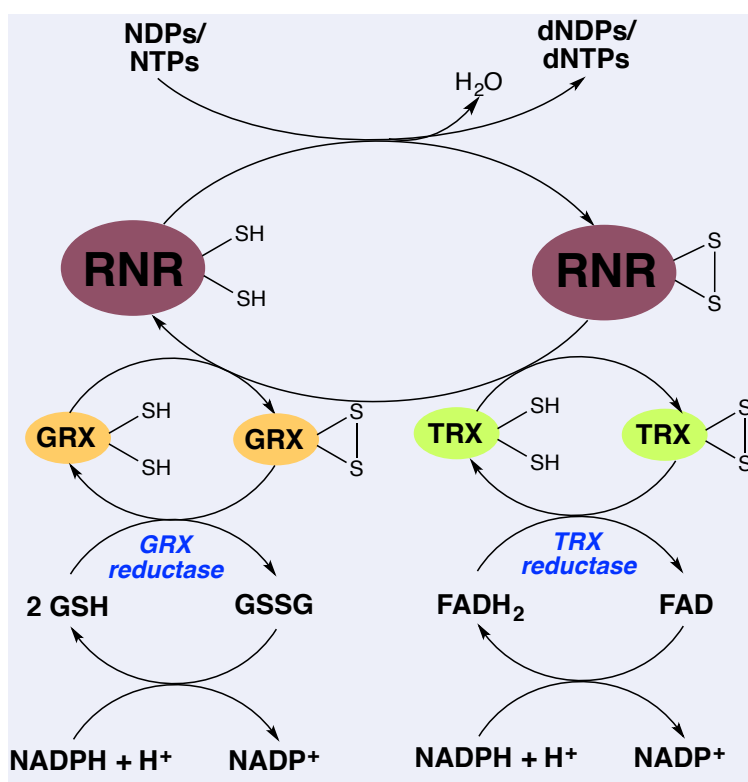 NDPs/
NTPs
dNDPs/
dNTPs
H₂O
RNR
SH
SH
RNR
S
S
GRX
SH
SH
GRX
S
S
TRX
SH
SH
TRX
S
S
GRX
reductase
TRX
reductase
2 GSH
GSSG
FADH₂
FAD
NADPH + H⁺
NADP⁺
NADPH + H⁺
NADP⁺